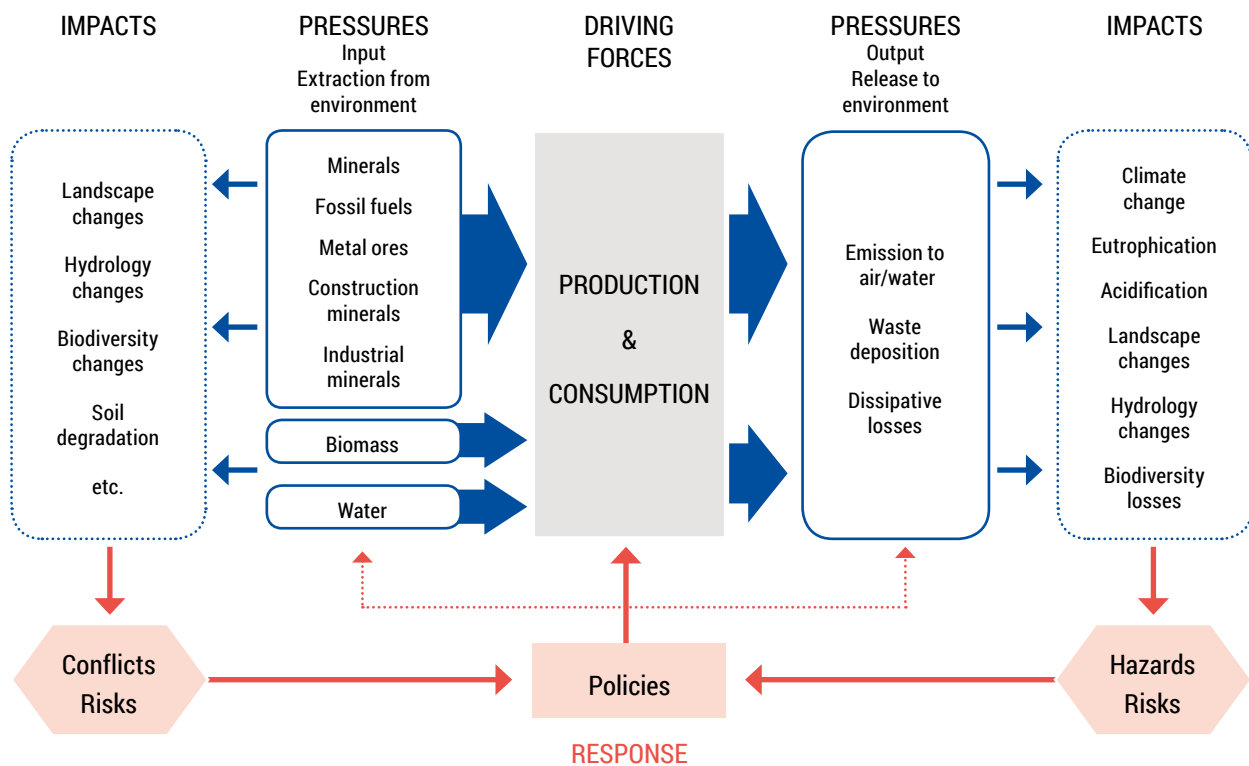 IMPACTS
PRESSURES
Input
Extraction from
environment
DRIVING
FORCES
PRESSURES
Output
Release to
environment
IMPACTS
Landscape
changes
Hydrology
changes
Biodiversity
changes
Soil
degradation
etc.
Minerals
Fossil fuels
Metal ores
Construction
minerals
Industrial
minerals
Biomass
Water
PRODUCTION
&
CONSUMPTION
Emission to
air/water
Waste
deposition
Dissipative
losses
Climate
change
Eutrophication
Acidification
Landscape
changes
Hydrology
changes
Biodiversity
losses
Conflicts
Risks
Policies
Hazards
Risks
RESPONSE